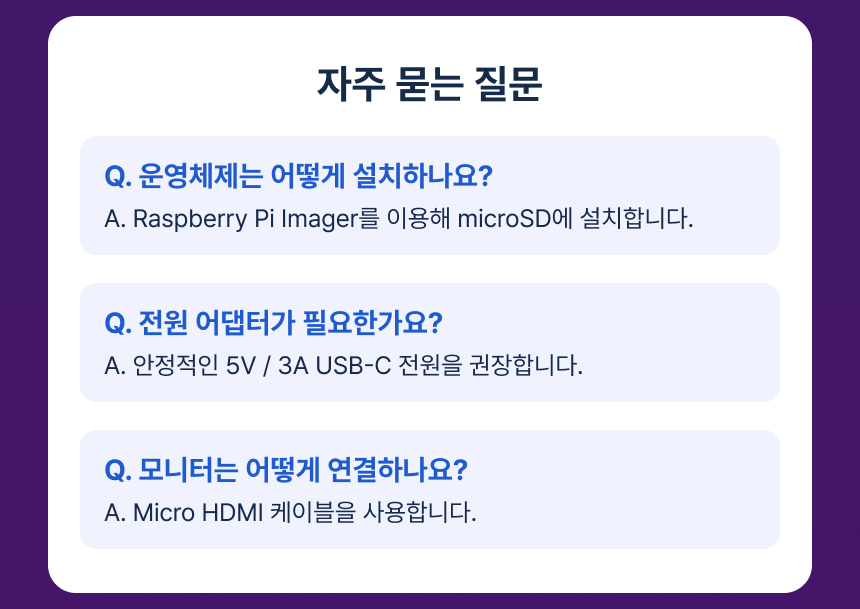 자주 묻는 질문
Q. 운영체제는 어떻게 설치하나요?
A. Raspberry Pi Imager를 이용해 microSD에 설치합니다.
Q. 전원 어댑터가 필요한가요?
A. 안정적인 5V / 3A USB-C 전원을 권장합니다.
Q. 모니터는 어떻게 연결하나요?
A. Micro HDMI 케이블을 사용합니다.